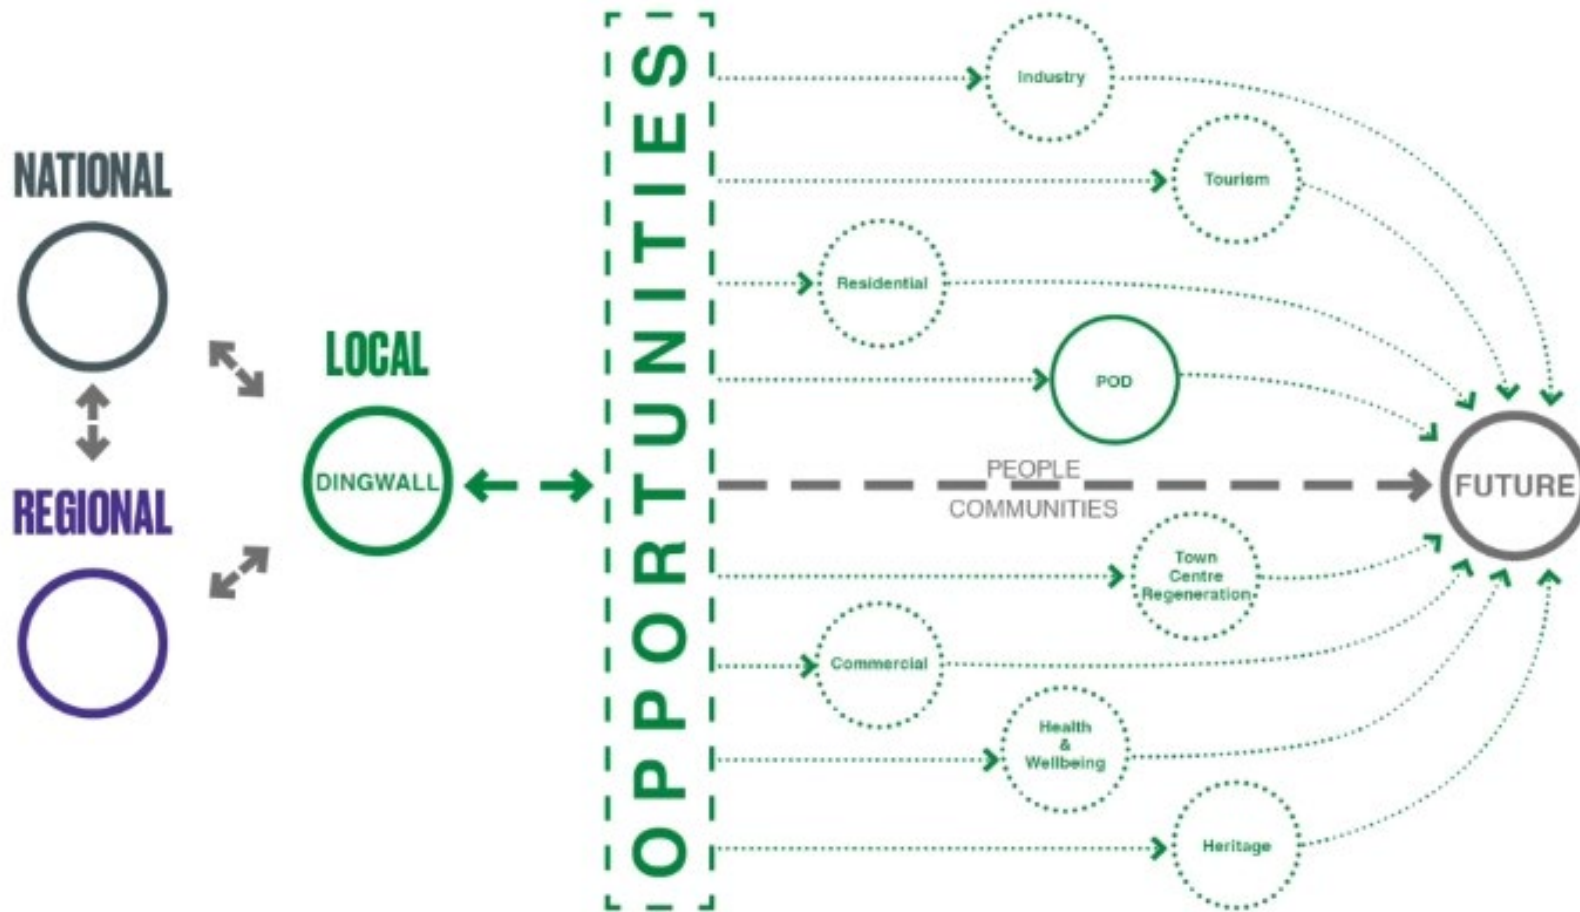 NATIONAL
REGIONAL
LOCAL
DINGWALL
OPPORTUNITIES
Industry
Tourism
Residential
POD
PEOPLE
COMMUNITIES
Town
Centre
Regeneration
Commercial
Health
&
Wellbeing
Heritage
FUTURE